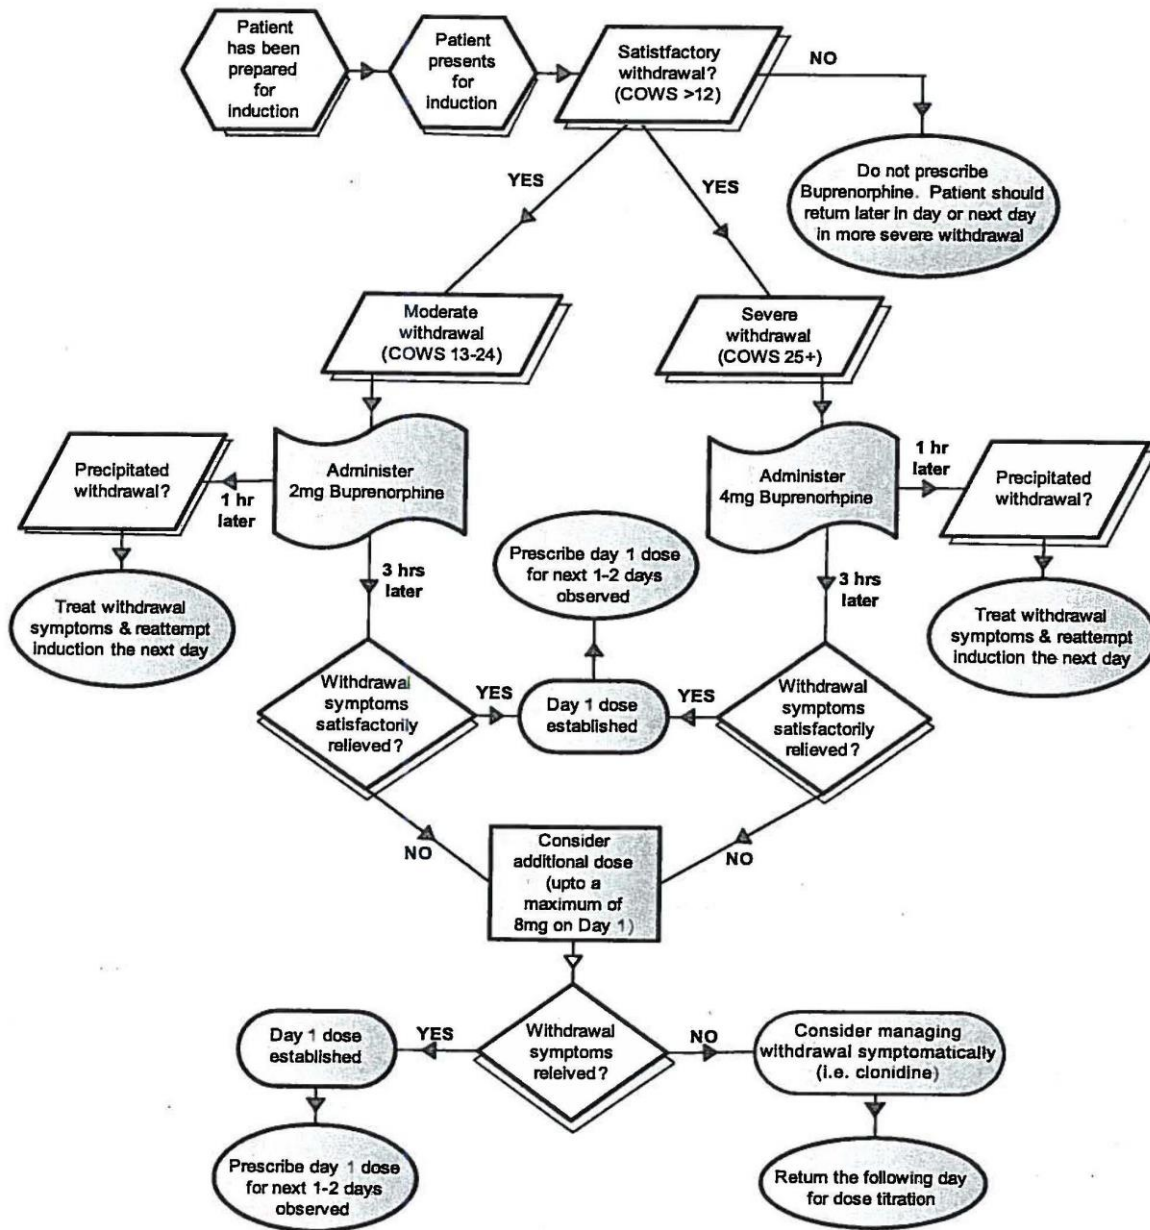 Patient
has been
prepared
for
induction
Patient
presents
for
induction
Satistfactory
withdrawal?
(COWS >12)
NO
Do not prescribe
Buprenorphine. Patient should
return later in day or next day
in more severe withdrawal
YES
YES
Moderate
withdrawal
(COWS 13-24)
Severe
withdrawal
(COWS 25+)
Precipitated
withdrawal?
1 hr
later
Administer
2mg Buprenorphine
Administer
4mg Buprenorhpine
1 hr
later
Precipitated
withdrawal?
Treat withdrawal
symptoms & reattempt
induction the next day
3 hrs
later
Prescribe day 1 dose
for next 1-2 days
observed
3 hrs
later
Treat withdrawal
symptoms & reattempt
induction the next day
Withdrawal
symptoms
satisfactorily
relieved?
YES
Day 1 dose
established
YES
Withdrawal
symptoms
satisfactorily
relieved?
NO
Consider
additional dose
(upto a
maximum of
8mg on Day 1)
NO
Day 1 dose
established
YES
Withdrawal
symptoms
releived?
NO
Consider managing
withdrawal symptomatically
(i.e. clonidine)
Prescribe day 1 dose
for next 1-2 days
observed
Return the following day
for dose titration